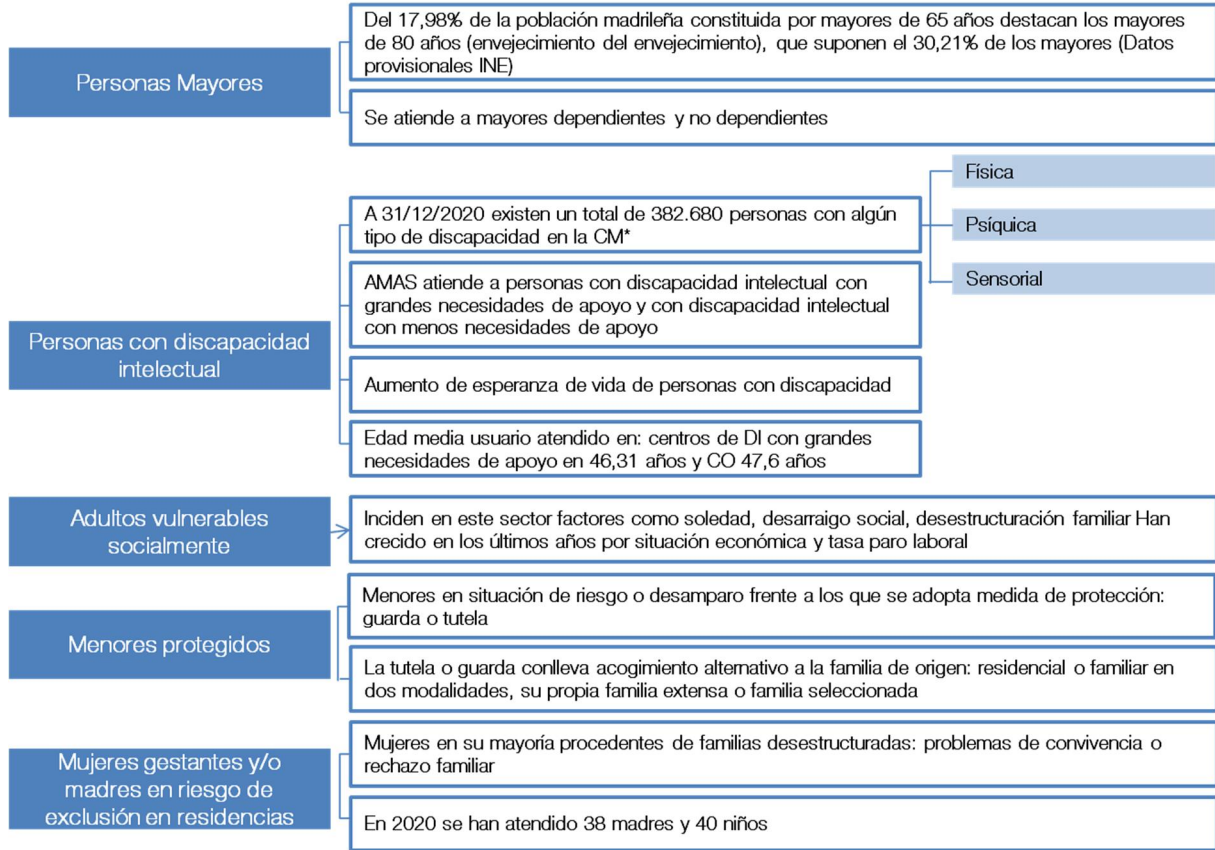 Personas Mayores
Del 17,98% de la población madrileña constituida por mayores de 65 años destacan los mayores
de 80 años (envejecimiento del envejecimiento), que suponen el 30,21% de los mayores (Datos
provisionales INE)
Se atiende a mayores dependientes y no dependientes
Personas con discapacidad
intelectual
A 31/12/2020 existen un total de 382.680 personas con algún
tipo de discapacidad en la CM*
Física
Psíquica
Sensorial
AMAS atiende a personas con discapacidad intelectual con
grandes necesidades de apoyo y con discapacidad intelectual
con menos necesidades de apoyo
Aumento de esperanza de vida de personas con discapacidad
Edad media usuario atendido en: centros de DI con grandes
necesidades de apoyo en 46,31 años y CO 47,6 años
Adultos vulnerables
socialmente
Inciden en este sector factores como soledad, desarraigo social, desestructuración familiar Han
crecido en los últimos años por situación económica y tasa paro laboral
Menores protegidos
Menores en situación de riesgo o desamparo frente a los que se adopta medida de protección:
guarda o tutela
La tutela o guarda conlleva acogimiento alternativo a la familia de origen: residencial o familiar en
dos modalidades, su propia familia extensa o familia seleccionada
Mujeres gestantes y/o
madres en riesgo de
exclusión en residencias
Mujeres en su mayoría procedentes de familias desestructuradas: problemas de convivencia o
rechazo familiar
En 2020 se han atendido 38 madres y 40 niños